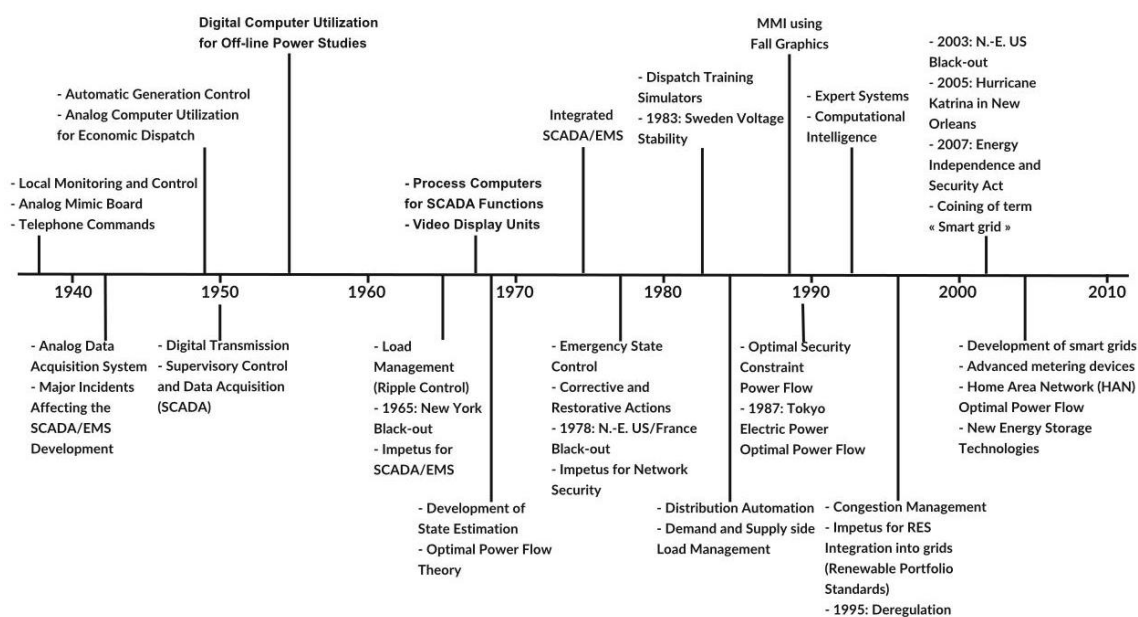 Digital Computer Utilization
for Off-line Power Studies
MMI using
Fall Graphics
- 2003: N.-E. US
Black-out
- 2005: Hurricane
Katrina in New
Orleans
- 2007: Energy
Independence and
Security Act
- Coining of term
« Smart grid »
- Automatic Generation Control
- Analog Computer Utilization
for Economic Dispatch
Integrated
SCADA/EMS
- Dispatch Training
Simulators
- 1983: Sweden Voltage
Stability
- Expert Systems
- Computational
Intelligence
- Local Monitoring and Control
- Analog Mimic Board
- Telephone Commands
- Process Computers
for SCADA Functions
- Video Display Units
1940 1950 1960 1970 1980 1990 2000 2010
- Analog Data
Acquisition System
- Major Incidents
Affecting the
SCADA/EMS
Development
- Digital Transmission
- Supervisory Control
and Data Acquisition
(SCADA)
- Load
Management
(Ripple Control)
- 1965: New York
Black-out
- Impetus for
SCADA/EMS
- Emergency State
Control
- Corrective and
Restorative Actions
- 1978: N.-E. US/France
Black-out
- Impetus for Network
Security
- Optimal Security
Constraint
Power Flow
- 1987: Tokyo
Electric Power
Optimal Power Flow
- Development of smart grids
- Advanced metering devices
- Home Area Network (HAN)
Optimal Power Flow
- New Energy Storage
Technologies
- Development of
State Estimation
- Optimal Power Flow
Theory
- Distribution Automation
- Demand and Supply side
Load Management
- Congestion Management
- Impetus for RES
Integration into grids
(Renewable Portfolio
Standards)
- 1995: Deregulation